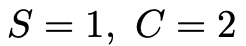 S = 1, C = 2